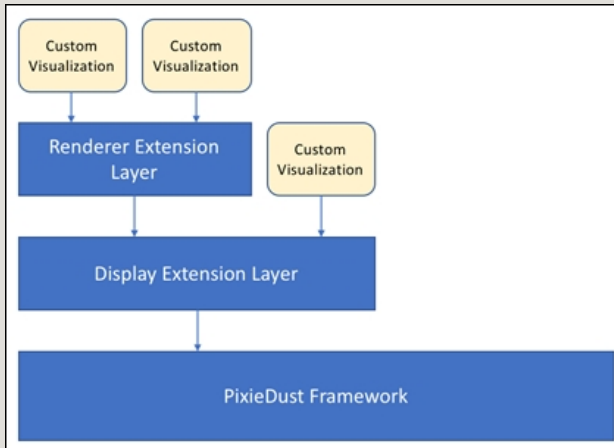 Custom
Visualization
Custom
Visualization
Renderer Extension
Layer
Custom
Visualization
Display Extension Layer
PixieDust Framework